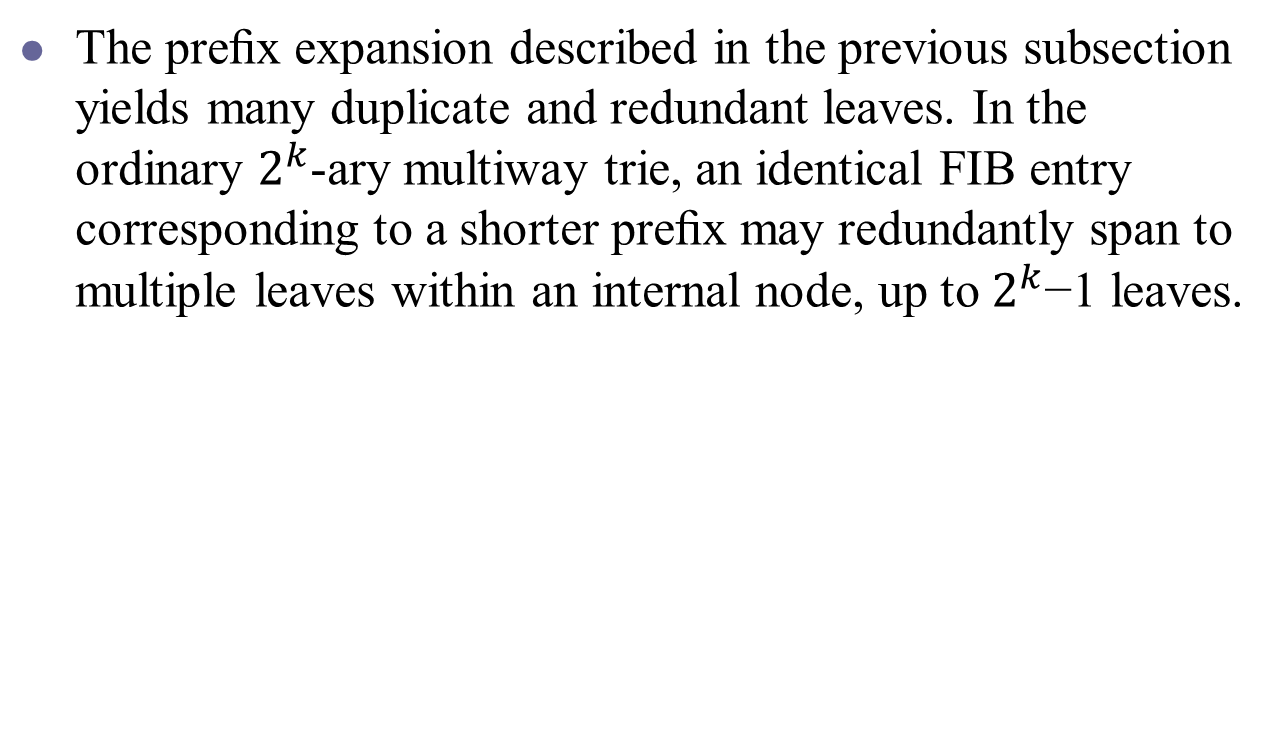 ● The prefix expansion described in the previous subsection
yields many duplicate and redundant leaves. In the
ordinary 2^k-ary multiway trie, an identical FIB entry
corresponding to a shorter prefix may redundantly span to
multiple leaves within an internal node, up to 2^k−1 leaves.